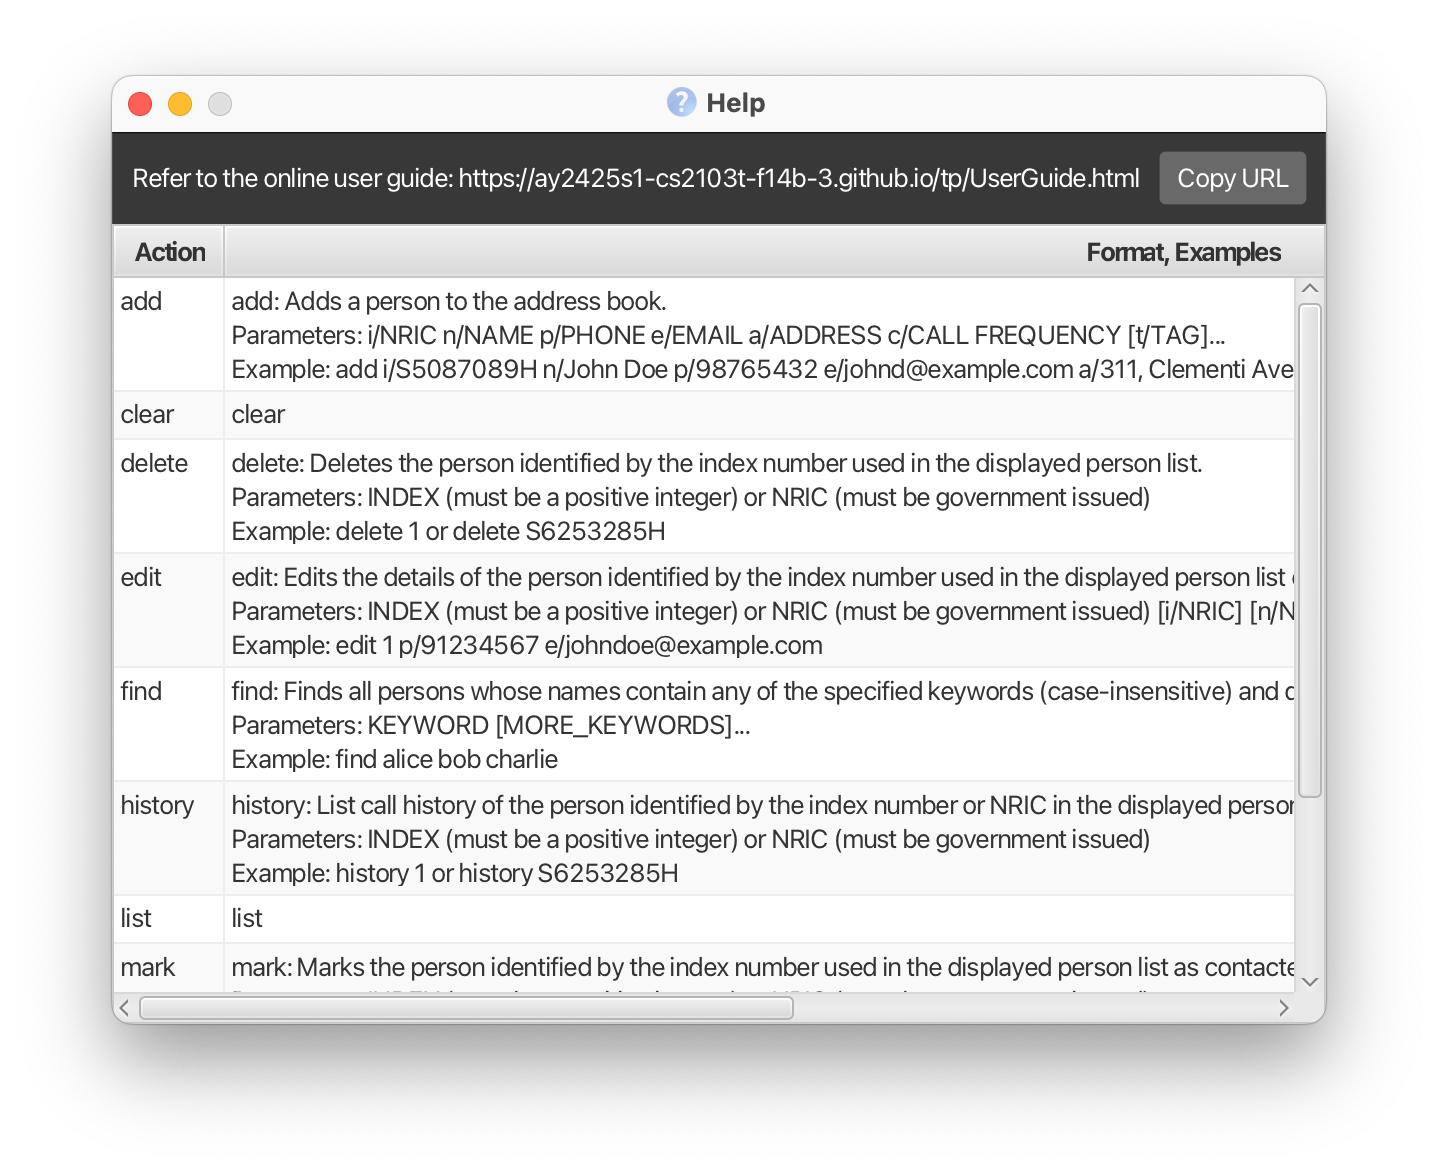 Help
Refer to the online user guide: https://ay2425s1-cs2103t-f14b-3.github.io/tp/UserGuide.html
Copy URL
Action
Format, Examples
add
add: Adds a person to the address book.
Parameters: i/NRIC n/NAME p/PHONE e/EMAIL a/ADDRESS c/CALL FREQUENCY [t/TAG]...
Example: add i/S5087089H n/John Doe p/98765432 e/johnd@example.com a/311, Clementi Ave
clear
clear
delete
delete: Deletes the person identified by the index number used in the displayed person list.
Parameters: INDEX (must be a positive integer) or NRIC (must be government issued)
Example: delete 1 or delete S6253285H
edit
edit: Edits the details of the person identified by the index number used in the displayed person list
Parameters: INDEX (must be a positive integer) or NRIC (must be government issued) [i/NRIC] [n/N
Example: edit 1 p/91234567 e/johndoe@example.com
find
find: Finds all persons whose names contain any of the specified keywords (case-insensitive) and
Parameters: KEYWORD [MORE_KEYWORDS]...
Example: find alice bob charlie
history
history: List call history of the person identified by the index number or NRIC in the displayed person
Parameters: INDEX (must be a positive integer) or NRIC (must be government issued)
Example: history 1 or history S6253285H
list
list
mark
mark: Marks the person identified by the index number used in the displayed person list as contacte